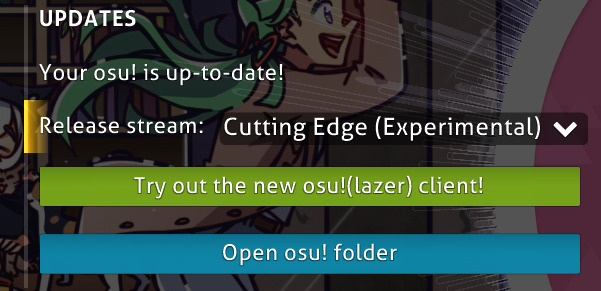 UPDATES
Your osu! is up-to-date!
Release stream: Cutting Edge (Experimental)
Try out the new osu!(lazer) client!
Open osu! folder